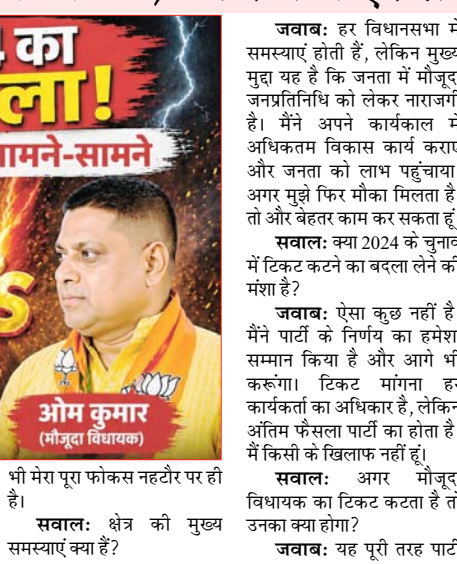 का
ला!
ामने-सामने
S
ओम कुमार
(मौजूदा विधायक)
भी मेरा पूरा फोकस नहटौर पर ही
है।
सवाल: क्षेत्र की मुख्य
समस्याएं क्या हैं?
जवाब: हर विधानसभा में
समस्याएं होती हैं, लेकिन मुख्य
मुद्दा यह है कि जनता में मौजूदा
जनप्रतिनिधि को लेकर नाराजगी
है। मैंने अपने कार्यकाल में
अधिकतम विकास कार्य कराए
और जनता को लाभ पहुंचाया
अगर मुझे फिर मौका मिलता है
तो और बेहतर काम कर सकता हूं
सवाल: क्या 2024 के चुनाव
में टिकट कटने का बदला लेने की
मंशा है?
जवाब: ऐसा कुछ नहीं है
मैंने पार्टी के निर्णय का हमेश
सम्मान किया है और आगे भी
करूंगा। टिकट मांगना हर
कार्यकर्ता का अधिकार है, लेकिन
अंतिम फैसला पार्टी का होता है
मैं किसी के खिलाफ नहीं हूं।
सवाल: अगर मौजूद
विधायक का टिकट कटता है तो
उनका क्या होगा?
जवाब: यह पूरी तरह पार्टी